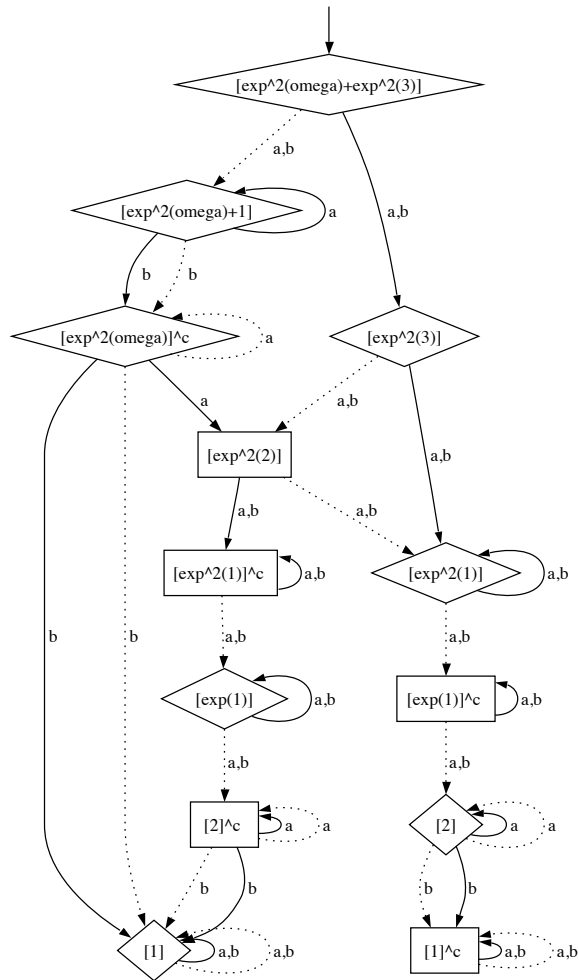 [exp^2(omega)+exp^2(3)]
a,b
[exp^2(omega)+1]
a
a,b
b
b
[exp^2(omega)]^c
a
[exp^2(3)]
a
a,b
[exp^2(2)]
a,b
a,b
a,b
[exp^2(1)]^c
a,b
[exp^2(1)]
a,b
b
b
a,b
a,b
[exp(1)]
a,b
[exp(1)]^c
a,b
a,b
a,b
[2]^c
a
a
[2]
a
a
b
b
b
b
[1]
a,b
a,b
[1]^c
a,b
a,b